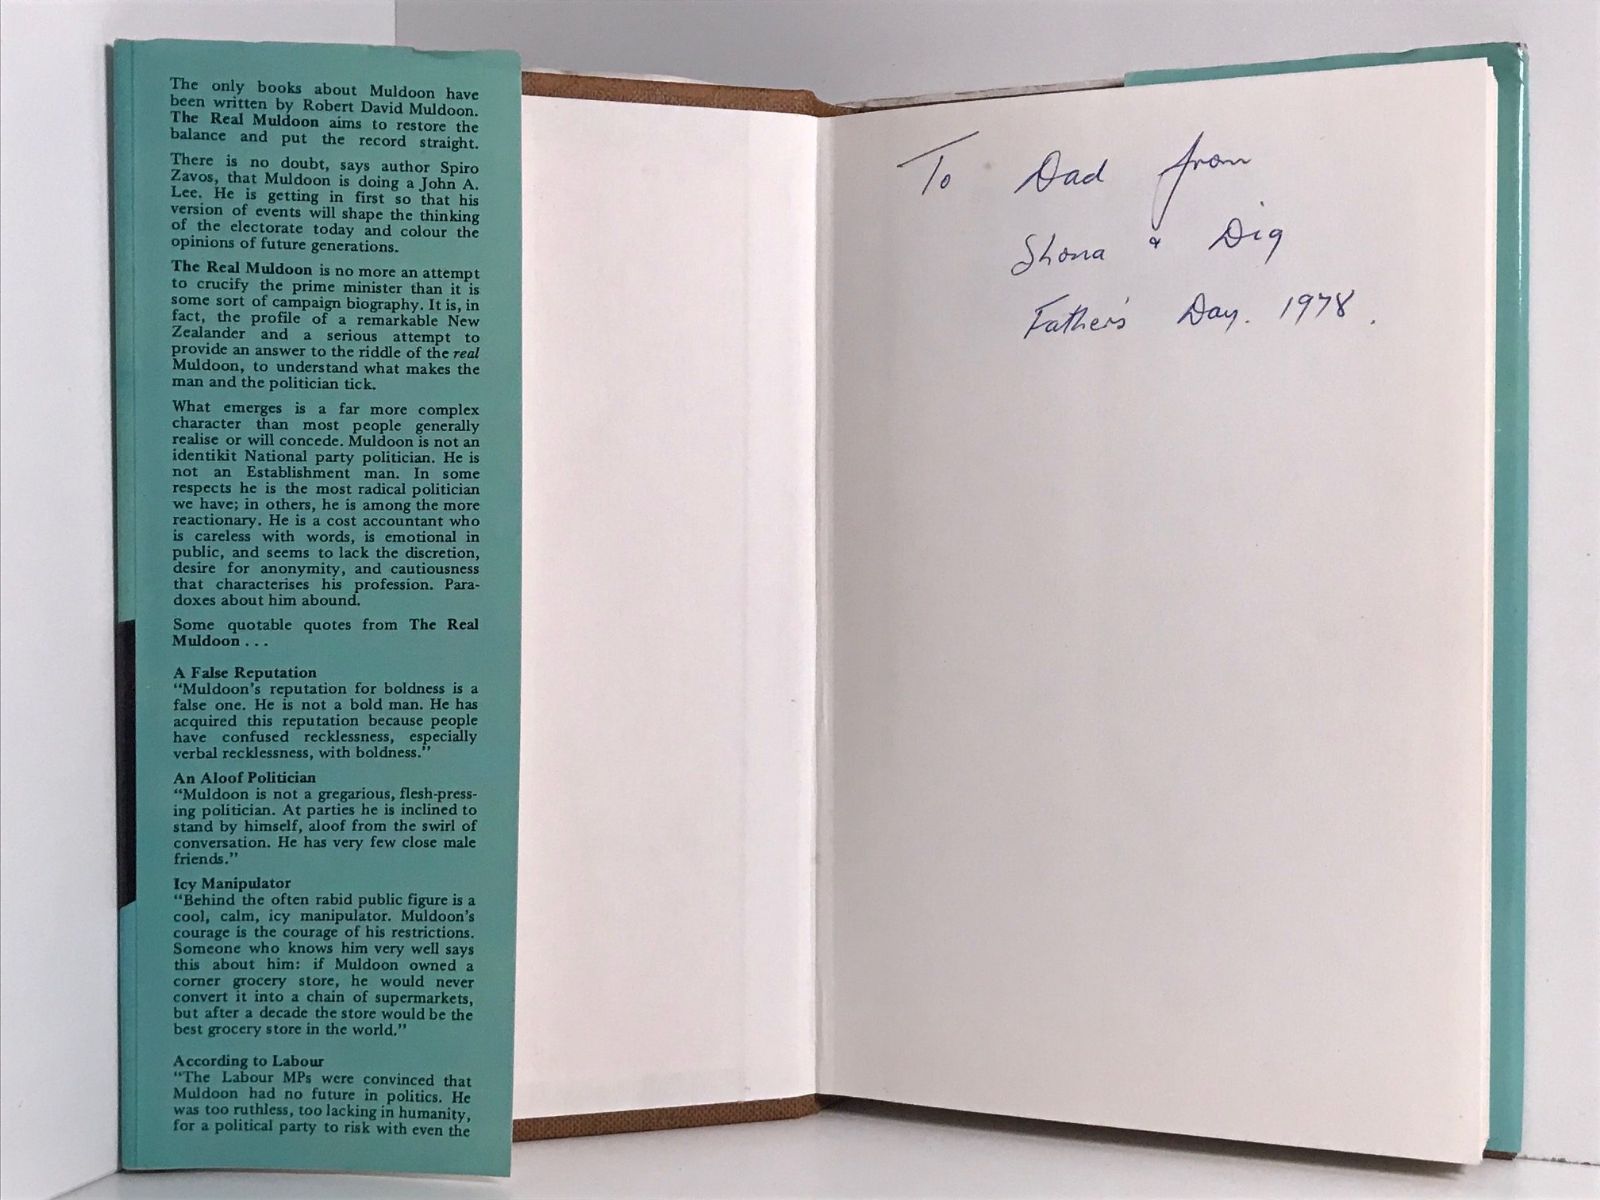 The only books about Muldoon have
been written by Robert David Muldoon.
The Real Muldoon aims to restore the
balance and put the record straight.
There is no doubt, says author Spiro
Zavos, that Muldoon is doing a John A.
Lee. He is getting in first so that his
version of events will shape the thinking
of the electorate today and colour the
opinions of future generations.
The Real Muldoon is no more an attempt
to crucify the prime minister than it is
some sort of campaign biography. It is, in
fact, the profile of a remarkable New
Zealander and a serious attempt to
provide an answer to the riddle of the real
Muldoon, to understand what makes the
man and the politician tick.
What emerges is a far more complex
character than most people generally
realise or will concede. Muldoon is not an
identikit National party politician. He is
not an Establishment man. In some
respects he is the most radical politician
we have; in others, he is among the more
reactionary. He is a cost accountant who
is careless with words, is emotional in
public, and seems to lack the discretion,
desire for anonymity, and cautiousness
that characterises his profession. Para-
doxes about him abound.
Some quotable quotes from The Real
Muldoon . . .
A False Reputation
"Muldoon's reputation for boldness is a
false one. He is not a bold man. He has
acquired this reputation because people
have confused recklessness, especially
verbal recklessness, with boldness."
An Aloof Politician
"Muldoon is not a gregarious, flesh-press-
ing politician. At parties he is inclined to
stand by himself, aloof from the swirl of
conversation. He has very few close male
friends."
Icy Manipulator
"Behind the often rabid public figure is a
cool, calm, icy manipulator. Muldoon's
courage is the courage of his restrictions.
Someone who knows him very well says
this about him: if Muldoon owned a
corner grocery store, he would never
convert it into a chain of supermarkets,
but after a decade the store would be the
best grocery store in the world."
According to Labour
"The Labour MPs were convinced that
Muldoon had no future in politics. He
was too ruthless, too lacking in humanity,
for a political party to risk with even the
To Dad from
Shona & Dig
Father's Day. 1978.